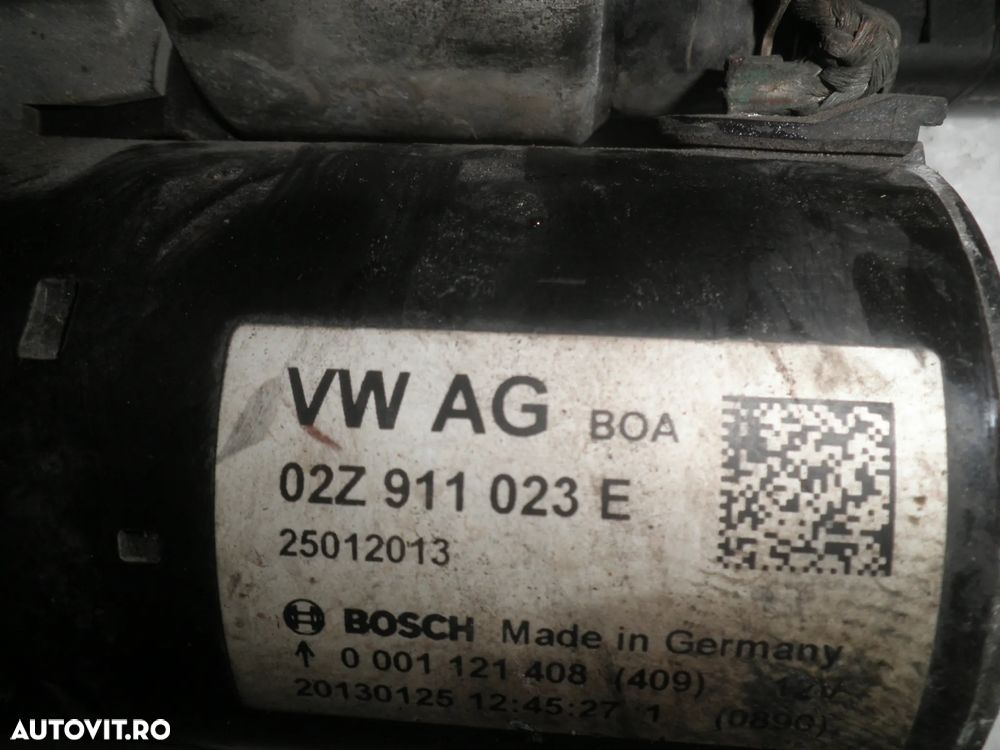 VW AG BOA
02Z 911 023 E
25012013
BOSCH Made in Germany
↑ 0 001 121 408 (409) 12V
20130125 12:45:27 1 (0890)
AUTOVIT.RO